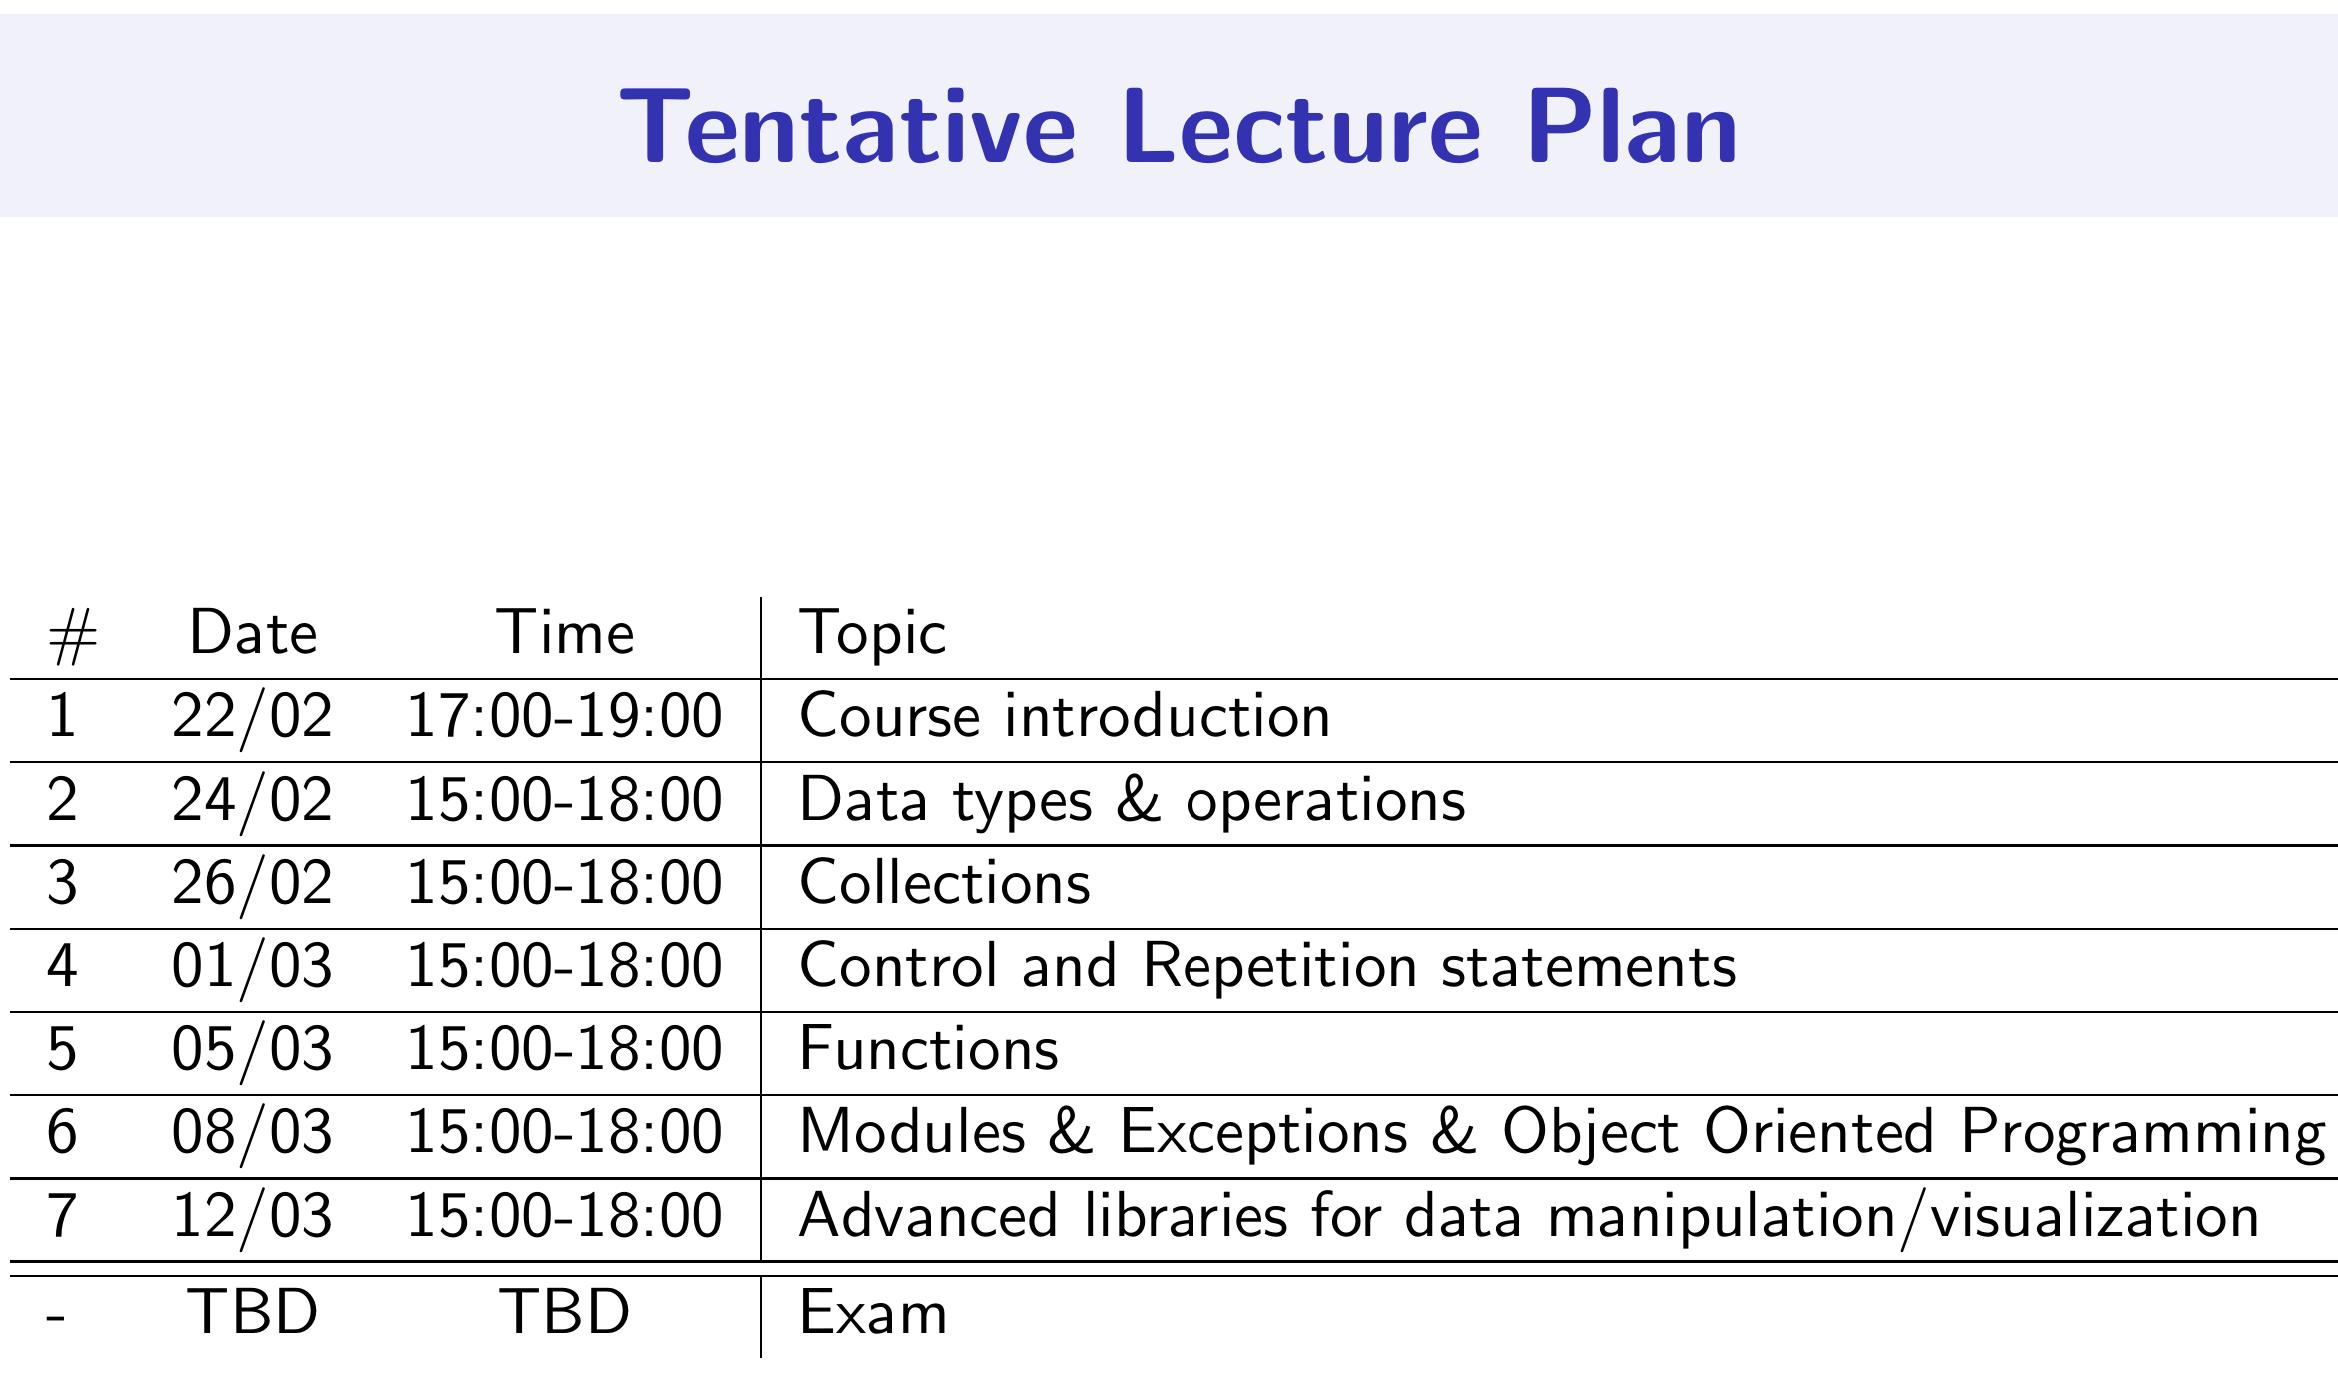 Tentative Lecture Plan
# Date Time Topic
1 22/02 17:00-19:00 Course introduction
2 24/02 15:00-18:00 Data types & operations
3 26/02 15:00-18:00 Collections
4 01/03 15:00-18:00 Control and Repetition statements
5 05/03 15:00-18:00 Functions
6 08/03 15:00-18:00 Modules & Exceptions & Object Oriented Programming
7 12/03 15:00-18:00 Advanced libraries for data manipulation/visualization
- TBD TBD Exam